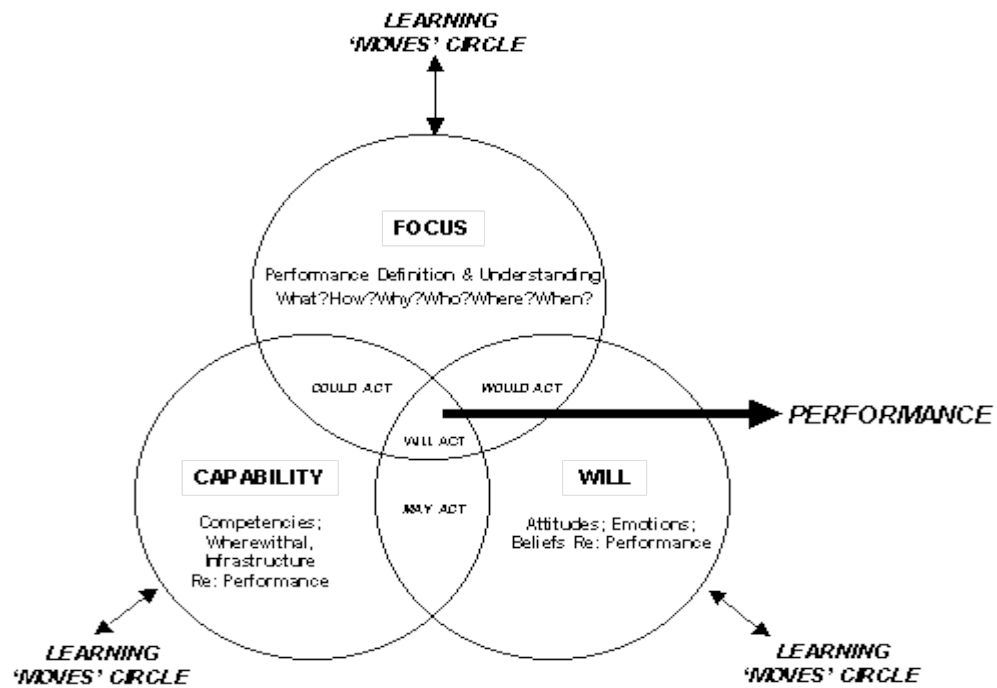 LEARNING
‘MOVES’ CIRCLE
FOCUS
Performance Definition & Understanding
What?How?Why?Who?Where?When?
COULD ACT
WOULD ACT
PERFORMANCE
WILL ACT
CAPABILITY
WILL
MAY ACT
Competencies;
Wherewithal,
Infrastructure
Re: Performance
Attitudes; Emotions;
Beliefs Re: Performance
LEARNING
‘MOVES’ CIRCLE
LEARNING
‘MOVES’ CIRCLE